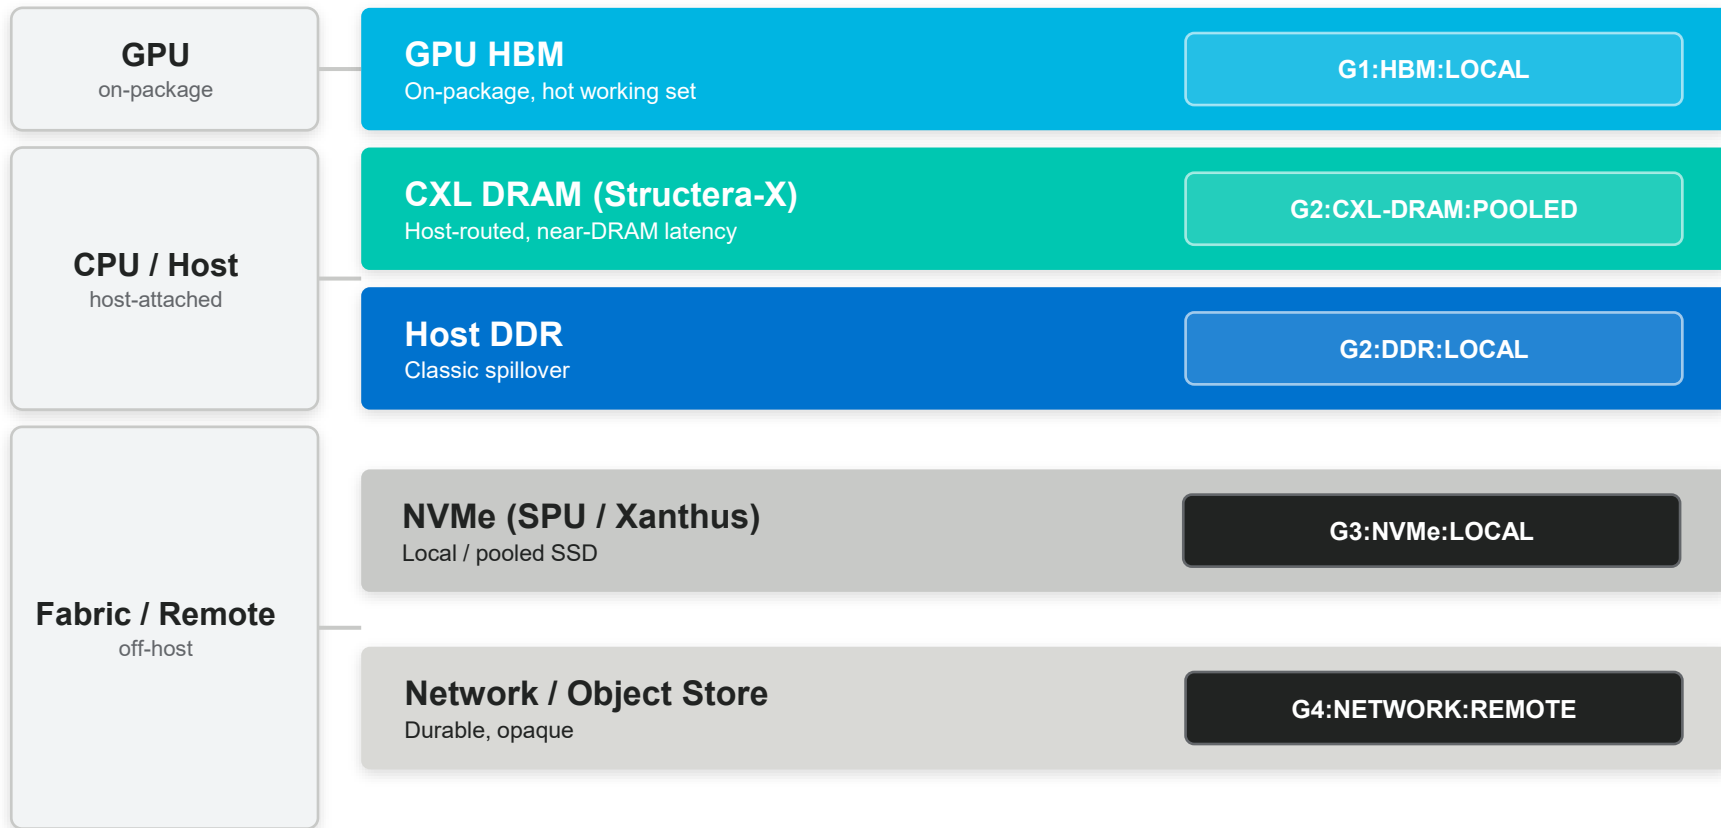 GPU
on-package
GPU HBM
On-package, hot working set
G1:HBM:LOCAL
CPU / Host
host-attached
CXL DRAM (Structera-X)
Host-routed, near-DRAM latency
G2:CXL-DRAM:POOLED
Host DDR
Classic spillover
G2:DDR:LOCAL
Fabric / Remote
off-host
NVMe (SPU / Xanthus)
Local / pooled SSD
G3:NVMe:LOCAL
Network / Object Store
Durable, opaque
G4:NETWORK:REMOTE